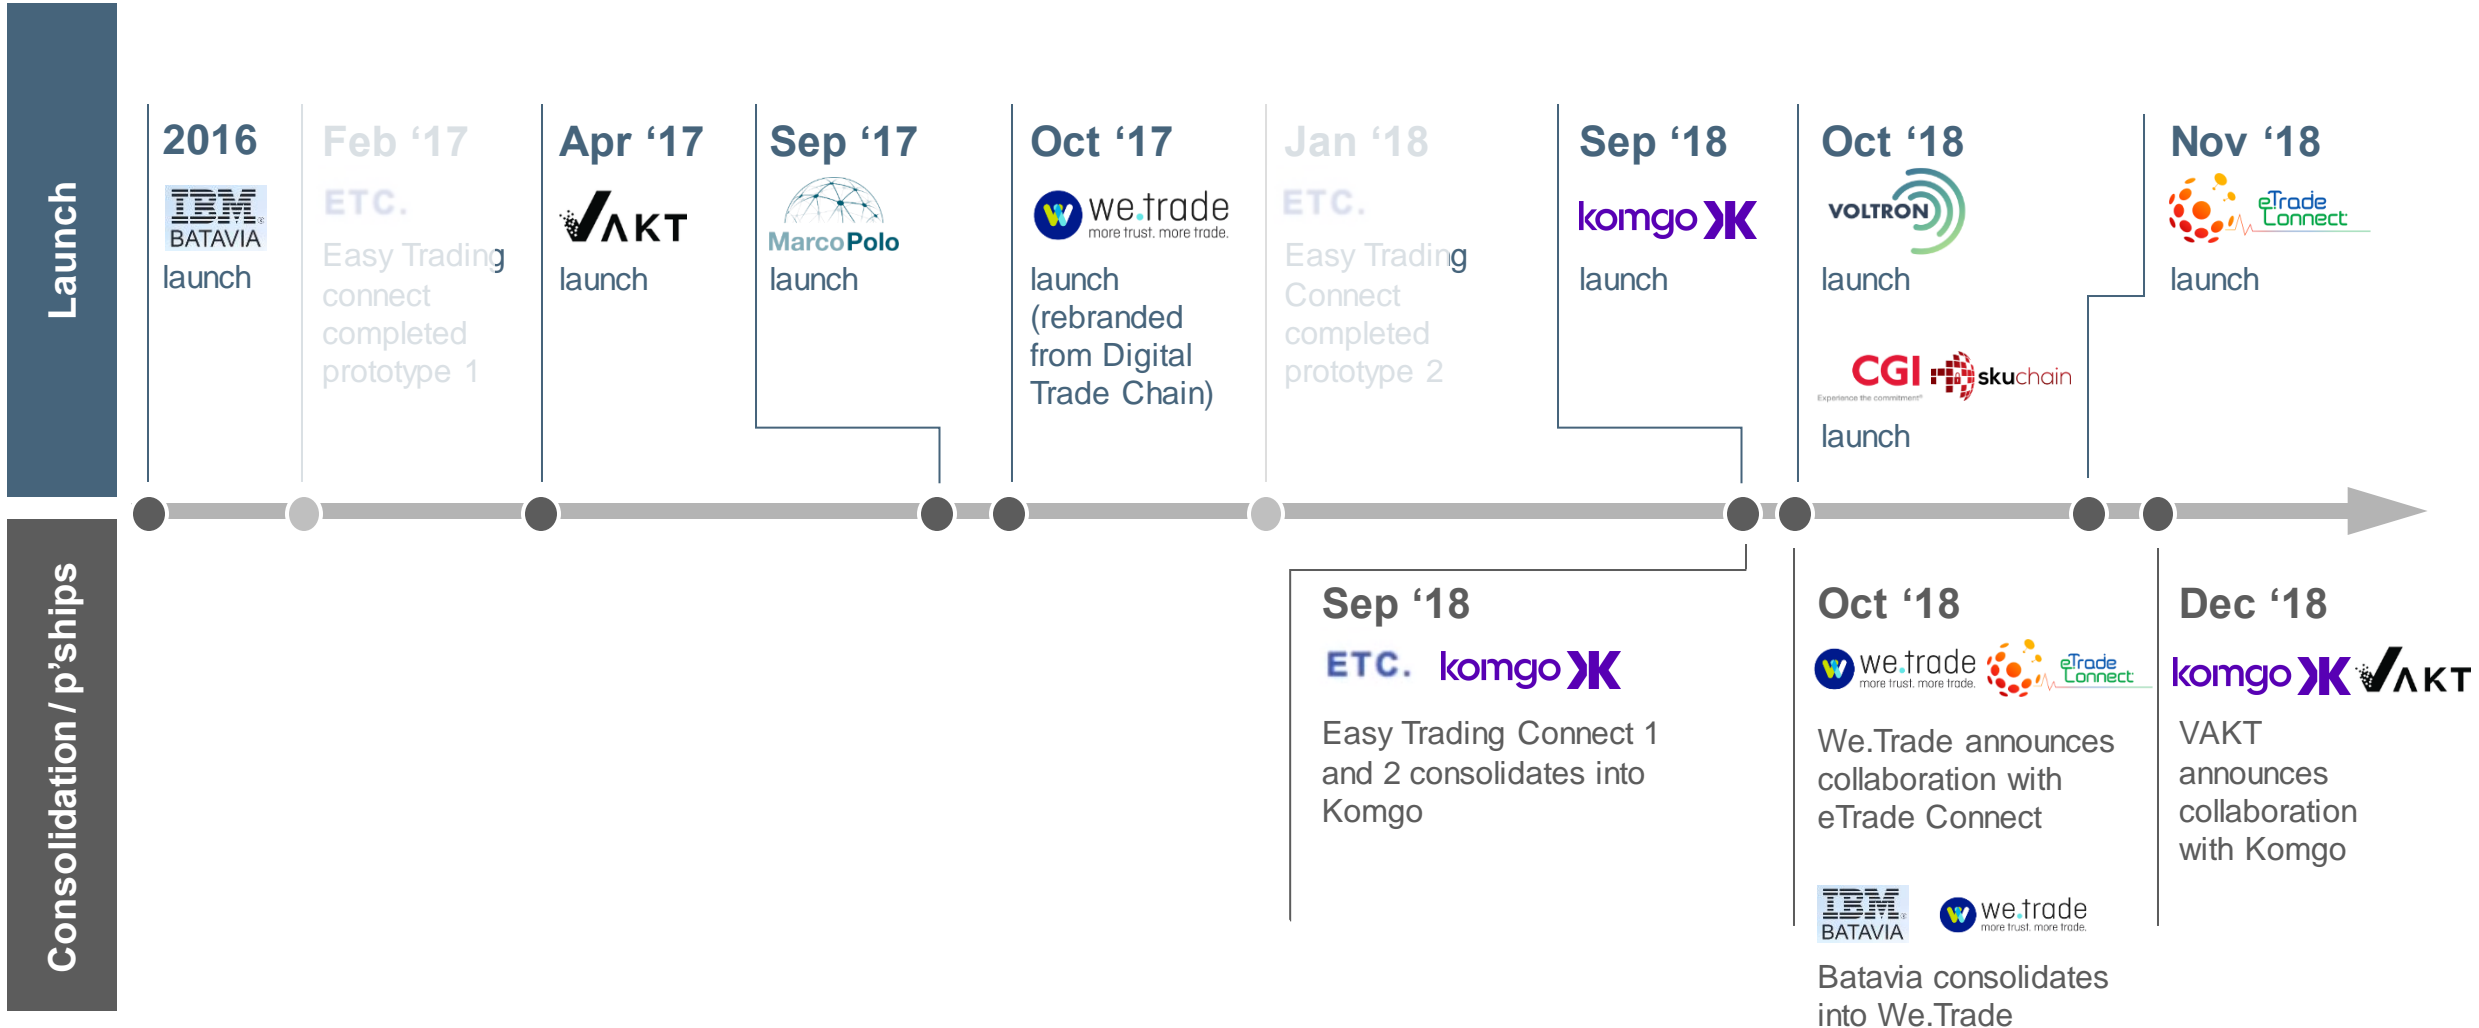 Launch
2016
IBM
BATAVIA
launch
Feb ‘17
ETC.
Easy Trading
connect
completed
prototype 1
Apr ‘17
VAKT
launch
Sep ‘17
MarcoPolo
launch
Oct ‘17
we.trade
more trust. more trade.
launch
(rebranded
from Digital
Trade Chain)
Jan ‘18
ETC.
Easy Trading
Connect
completed
prototype 2
Sep ‘18
komgo
launch
Oct ‘18
VOLTRON
launch
CGI
Experience the commitment®
skuchain
launch
Nov ‘18
eTrade
Connect
launch
Consolidation / p’ships
Sep ‘18
ETC.
komgo
Easy Trading Connect 1
and 2 consolidates into
Komgo
Oct ‘18
we.trade
more trust. more trade.
eTrade
Connect
We.Trade announces
collaboration with
eTrade Connect
IBM
BATAVIA
we.trade
more trust. more trade.
Batavia consolidates
into We.Trade
Dec ‘18
komgo
VAKT
VAKT
announces
collaboration
with Komgo